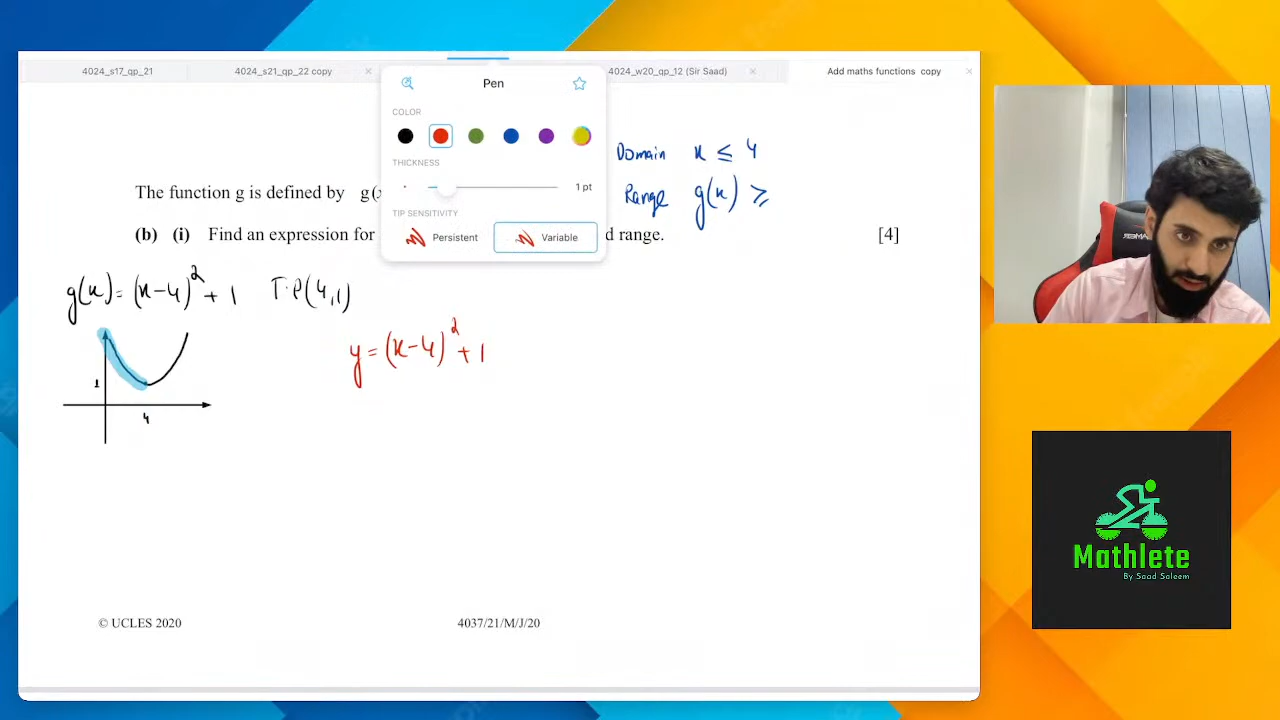 4024_s17_qp_21
4024_s21_qp_22 copy
4024_w20_qp_12 (Sir Saad)
Add maths functions copy
Pen
COLOR
THICKNESS
1 pt
TIP SENSITIVITY
Persistent
Variable
Domain x ≤ 4
Range g(x) ≥
The function g is defined by g(x
(b) (i) Find an expression for
d range. [4]
g(x) = (x-4)² + 1 T.P(4,1)
y = (x-4)² + 1
1
4
© UCLES 2020
4037/21/M/J/20
Mathlete
By Saad Saleem